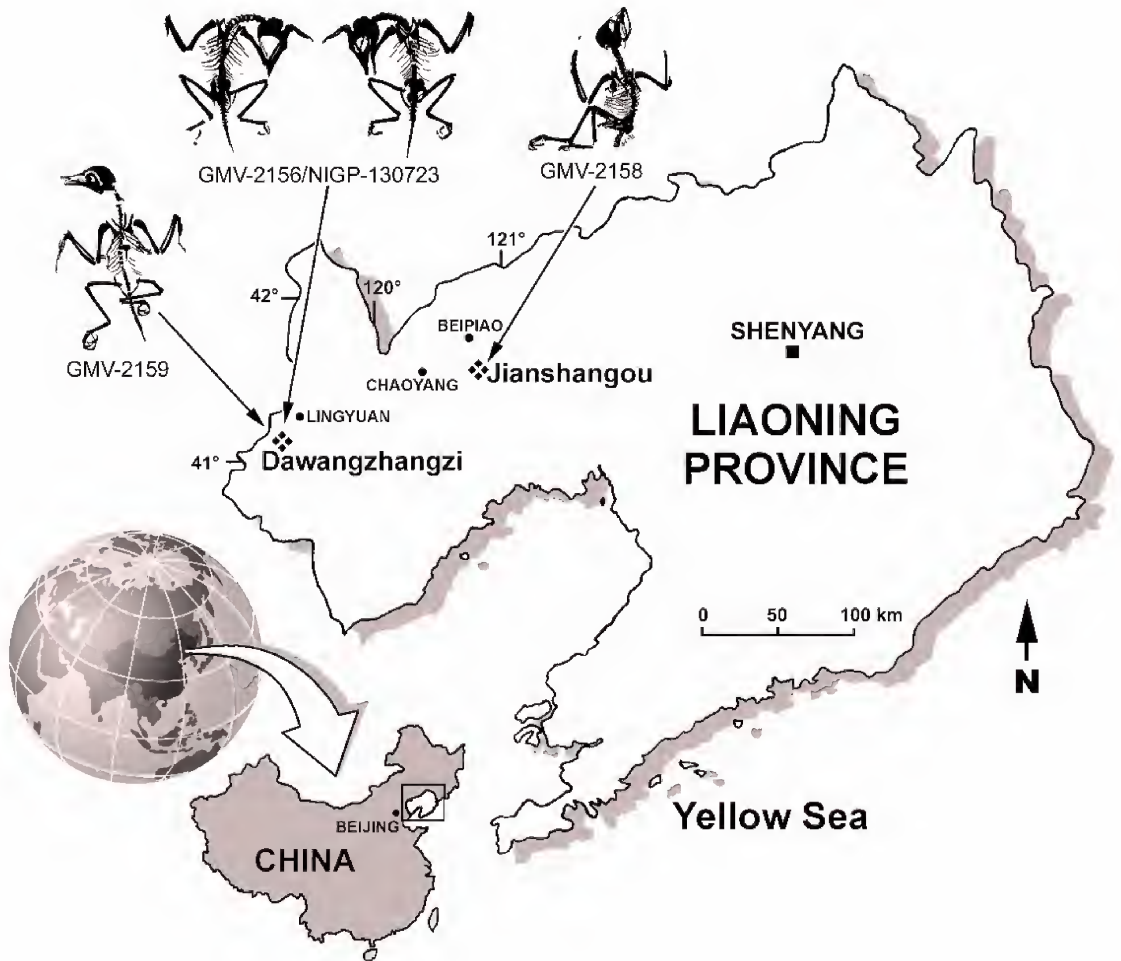 GMV-2156/NIGP-130723
GMV-2158
GMV-2159
121°
42°
120°
BEIPIAO
SHENYANG
CHAOYANG
Jianshangou
LIAONING
PROVINCE
LINGYUAN
41°
Dawangzhangzi
0 50 100 km
N
Yellow Sea
BEIJING
CHINA